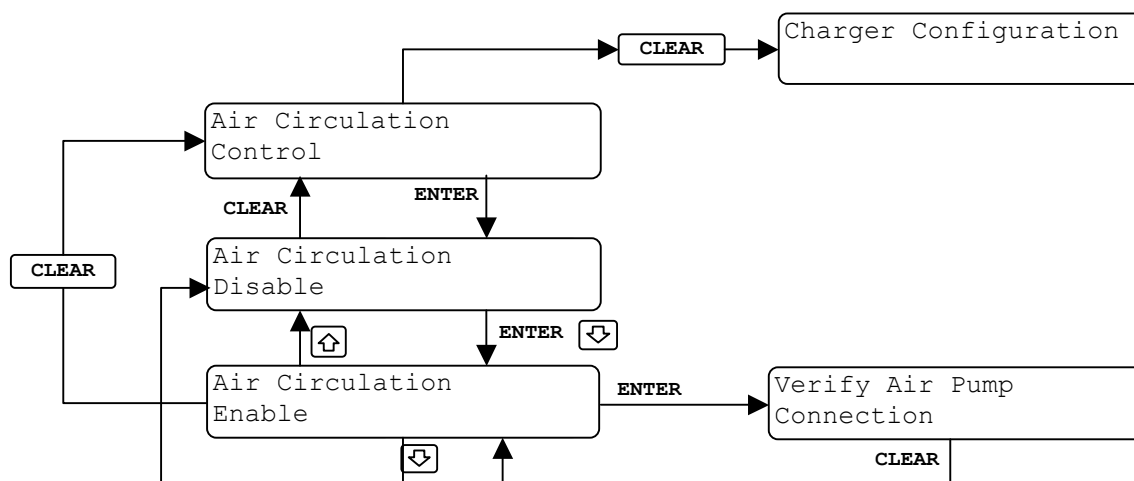 CLEAR
Charger Configuration
Air Circulation
Control
CLEAR
ENTER
CLEAR
Air Circulation
Disable
ENTER
Air Circulation
Enable
ENTER
Verify Air Pump
Connection
CLEAR